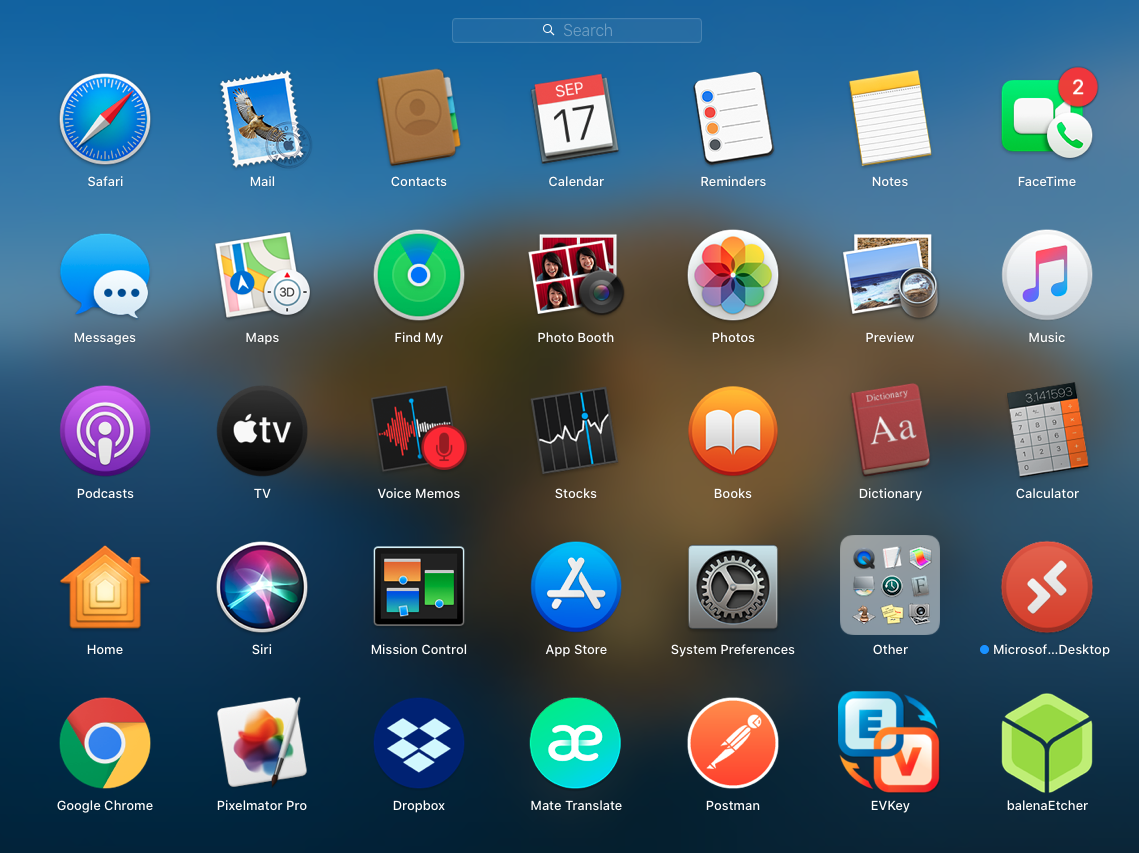 Search
SEP
17
2
Safari
Mail
Contacts
Calendar
Reminders
Notes
FaceTime
3D
Messages
Maps
Find My
Photo Booth
Photos
Preview
Music
tv
Dictionary
Aa
3.141593
Podcasts
TV
Voice Memos
Stocks
Books
Dictionary
Calculator
Home
Siri
Mission Control
App Store
System Preferences
Other
Microsof...Desktop
æ
E
V
Google Chrome
Pixelmator Pro
Dropbox
Mate Translate
Postman
EVKey
balenaEtcher